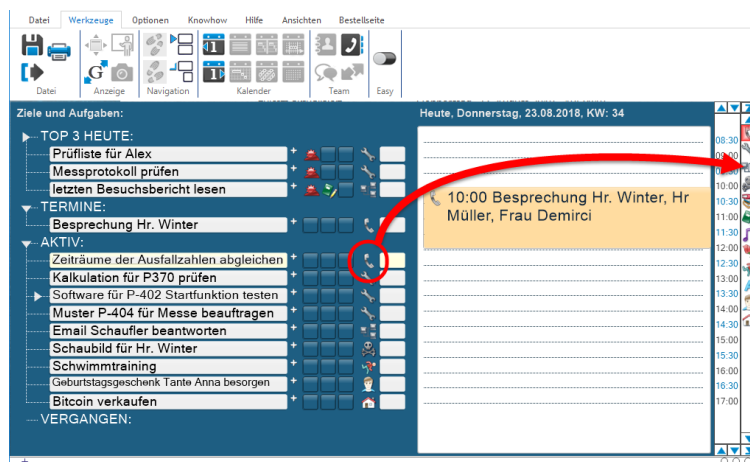 Datei Werkzeuge Optionen Knowhow Hilfe Ansichten Bestellseite
G 1
1
Datei Anzeige Navigation Kalender Team Easy
Ziele und Aufgaben:
Heute, Donnerstag, 23.08.2018, KW: 34
TOP 3 HEUTE:
Prüfliste für Alex
Messprotokoll prüfen
letzten Besuchsbericht lesen
TERMINE:
Besprechung Hr. Winter
AKTIV:
Zeiträume der Ausfallzahlen abgleichen
Kalkulation für P370 prüfen
Software für P-402 Startfunktion testen
Muster P-404 für Messe beauftragen
Email Schaufler beantworten
Schaubild für Hr. Winter
Schwimmtraining
Geburtstagsgeschenk Tante Anna besorgen
Bitcoin verkaufen
VERGANGEN:
10:00 Besprechung Hr. Winter, Hr
Müller, Frau Demirci
08:30
10:00
10:30
11:00
11:30
12:00
12:30
13:00
13:30
14:00
14:30
15:00
15:30
16:00
16:30
17:00